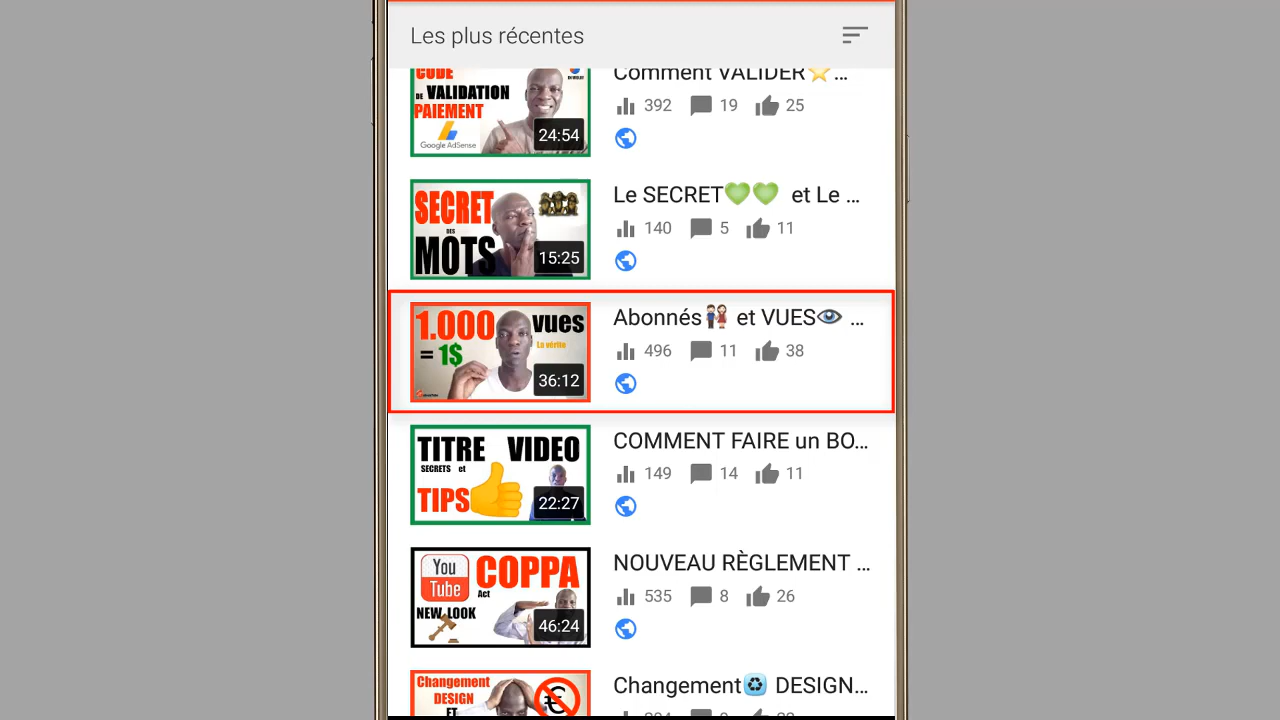 Les plus récentes
CODE
DE VALIDATION
PAIEMENT
Google AdSense
24:54
Comment VALIDER⭐...
392 19 25
SECRET
DES
MOTS
15:25
Le SECRET💚💚 et Le ...
140 5 11
1.000 vues
= 1$
La vérité
36:12
Abonnés👫 et VUES👁 ...
496 11 38
TITRE VIDEO
SECRETS et
TIPS
22:27
COMMENT FAIRE un BO...
149 14 11
You
Tube
COPPA
Act
NEW LOOK
46:24
NOUVEAU RÈGLEMENT ...
535 8 26
Changement
DESIGN
ET
€
Changement♻ DESIGN...